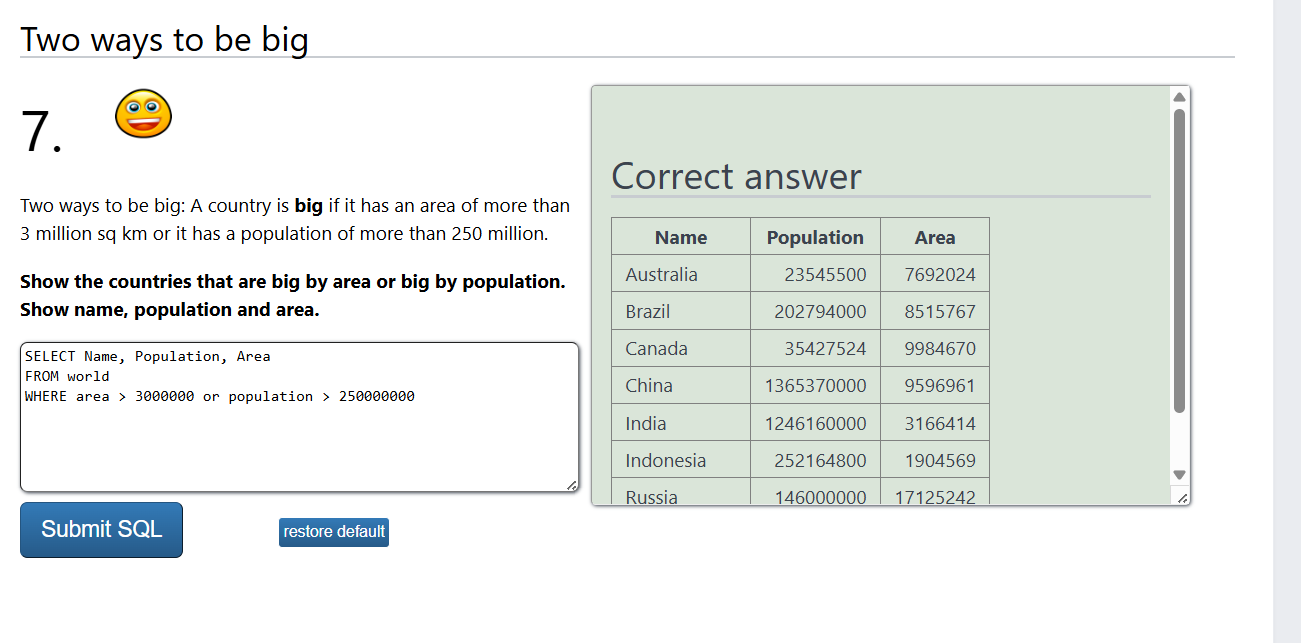 Two ways to be big
7.
Two ways to be big: A country is big if it has an area of more than
3 million sq km or it has a population of more than 250 million.
Show the countries that are big by area or big by population.
Show name, population and area.
SELECT Name, Population, Area
FROM world
WHERE area > 3000000 or population > 250000000
Submit SQL
restore default
Correct answer
Name Population Area
Australia 23545500 7692024
Brazil 202794000 8515767
Canada 35427524 9984670
China 1365370000 9596961
India 1246160000 3166414
Indonesia 252164800 1904569
Russia 146000000 17125242